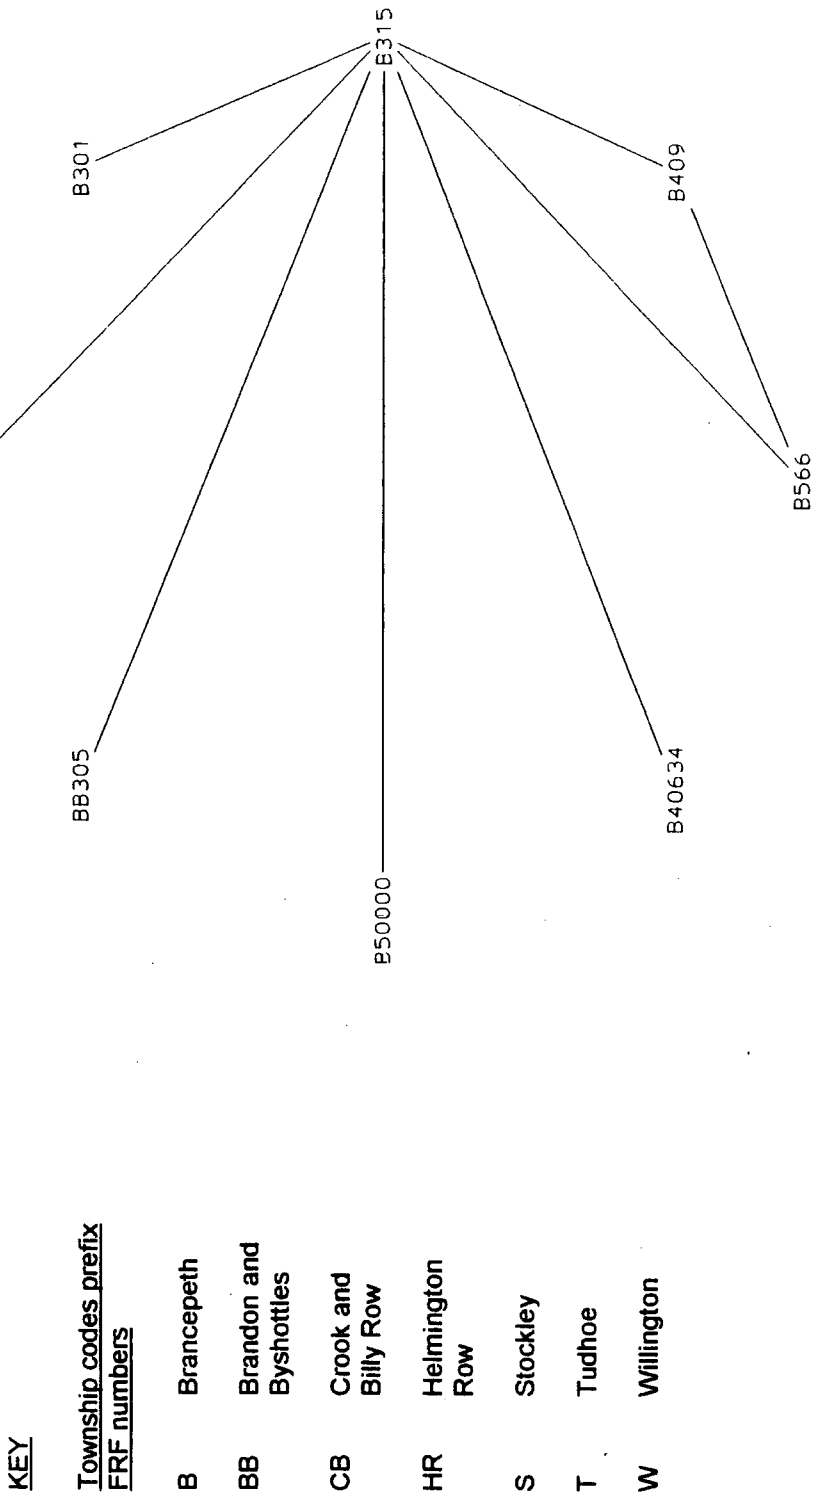 KEY
Township codes prefix
FRF numbers
B Brancepeth
BB Brandon and
Byshottles
CB Crook and
Billy Row
HR Helmington
Row
S Stockley
T Tudhoe
W Willington
B301
BB305
B315
B50000
B409
B40634
B566